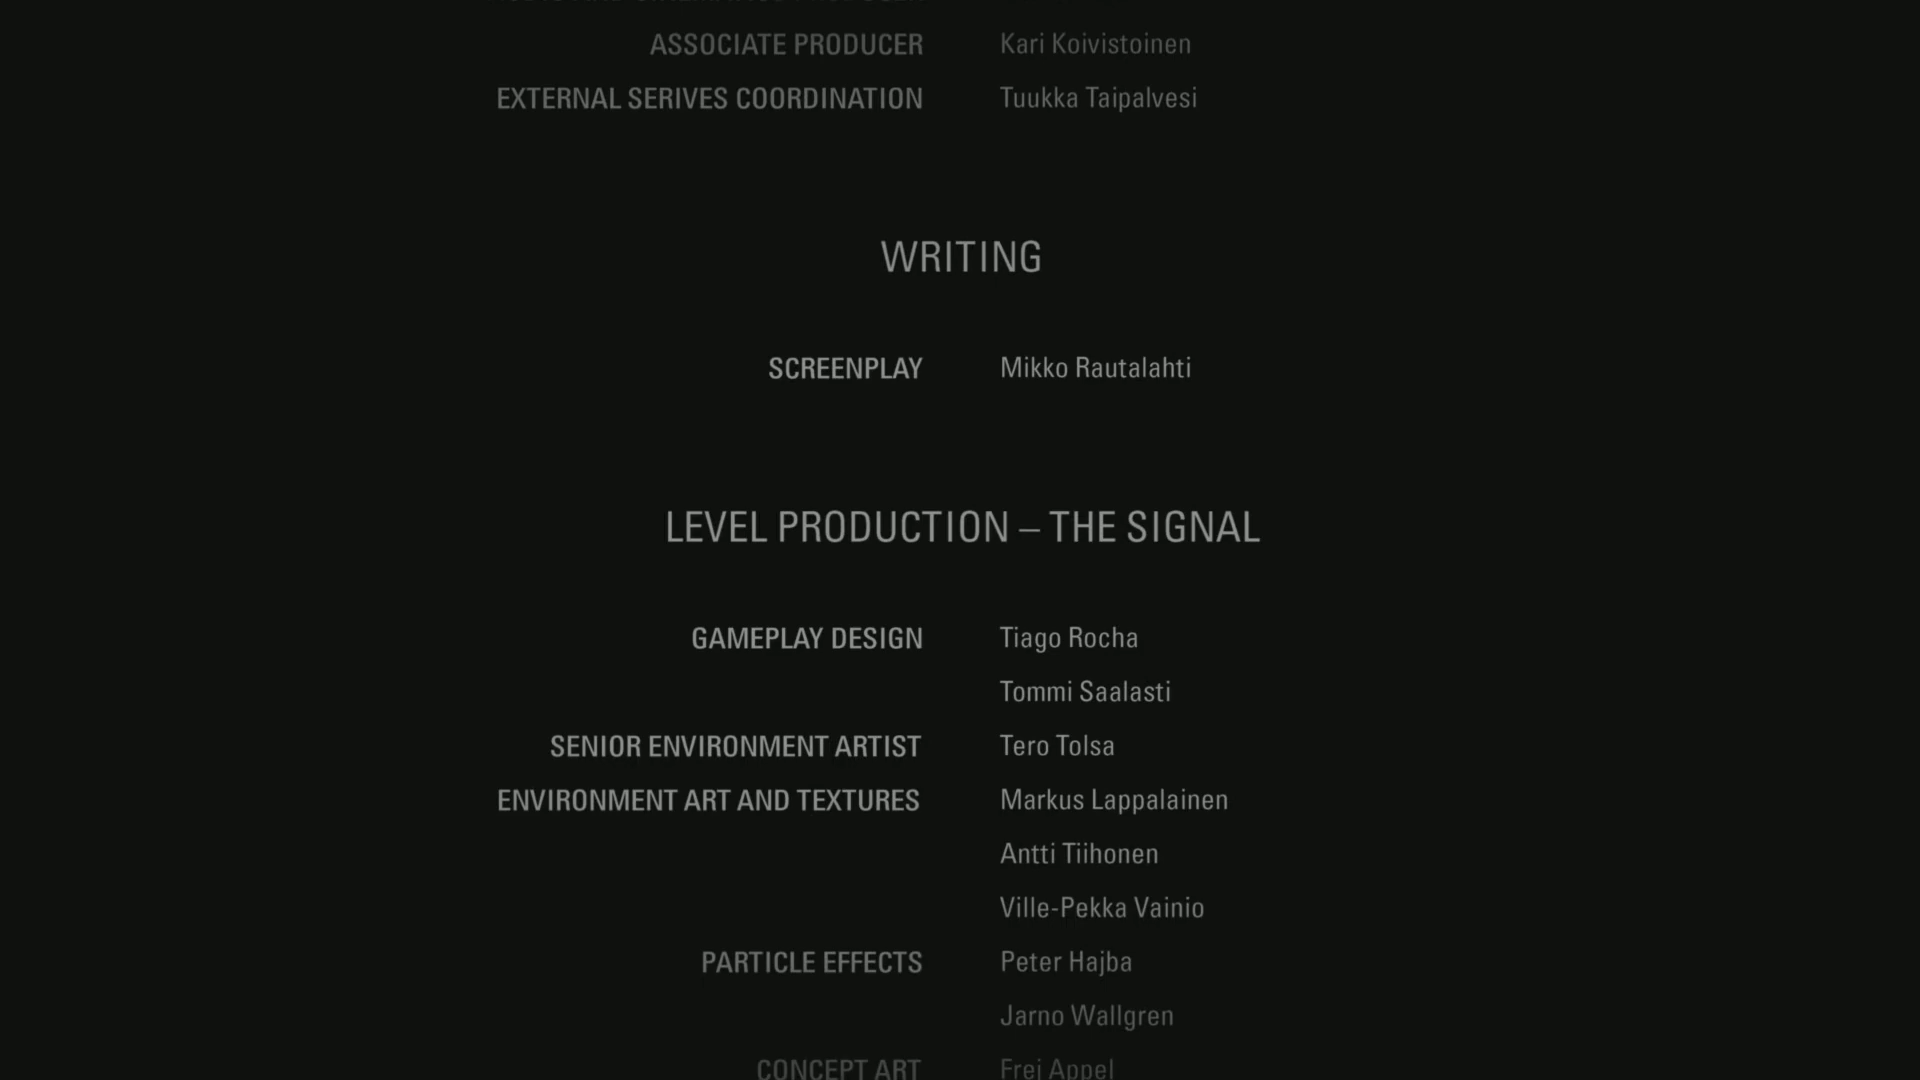 ASSOCIATE PRODUCER Kari Koivistoinen
EXTERNAL SERIVES COORDINATION Tuukka Taipalvesi
WRITING
SCREENPLAY Mikko Rautalahti
LEVEL PRODUCTION – THE SIGNAL
GAMEPLAY DESIGN Tiago Rocha
Tommi Saalasti
SENIOR ENVIRONMENT ARTIST Tero Tolsa
ENVIRONMENT ART AND TEXTURES Markus Lappalainen
Antti Tiihonen
Ville-Pekka Vainio
PARTICLE EFFECTS Peter Hajba
Jarno Wallgren
CONCEPT ART Frei Appel